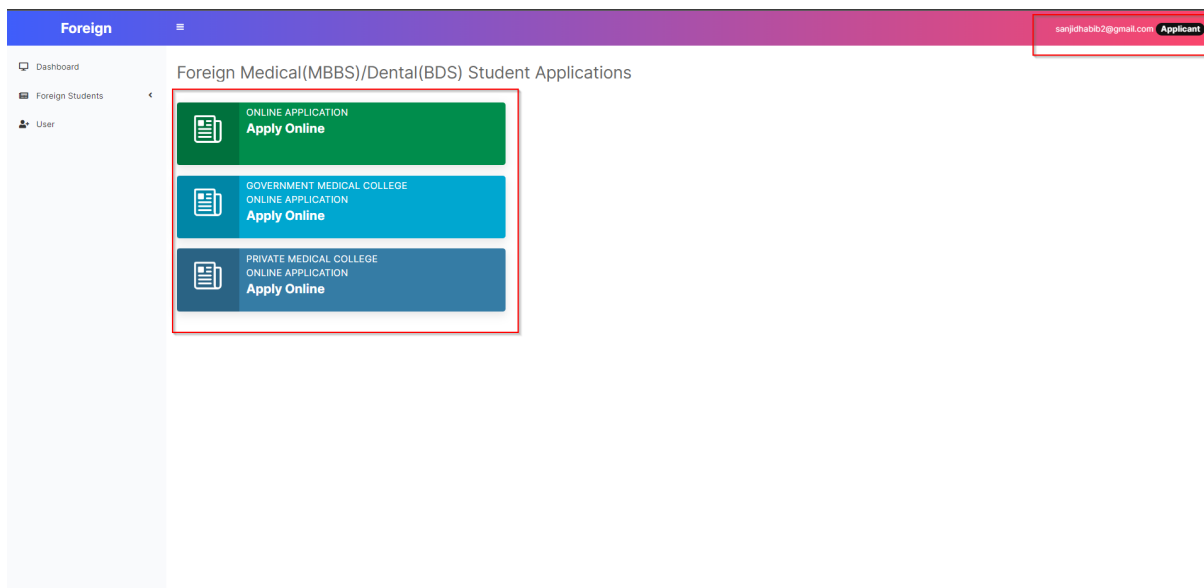 Foreign
sanjidhabib2@gmail.com Applicant
Dashboard
Foreign Students
User
Foreign Medical(MBBS)/Dental(BDS) Student Applications
ONLINE APPLICATION
Apply Online
GOVERNMENT MEDICAL COLLEGE
ONLINE APPLICATION
Apply Online
PRIVATE MEDICAL COLLEGE
ONLINE APPLICATION
Apply Online